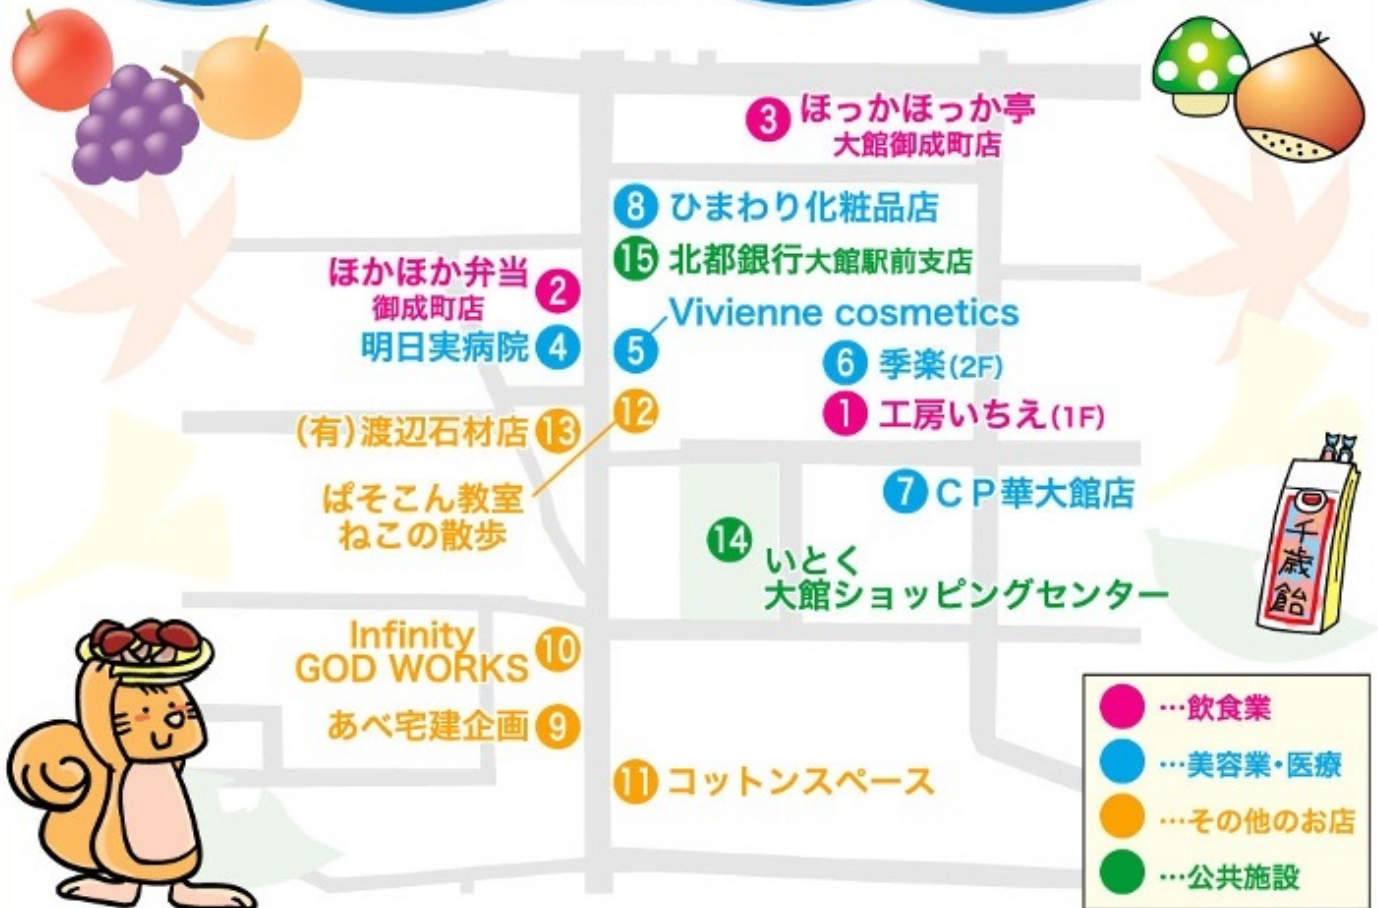 3 ほっかほっか亭
大館御成町店
8 ひまわり化粧品店
15 北都銀行大館駅前支店
ほかほか弁当 2
御成町店
Vivienne cosmetics
明日実病院 4
5
6 季楽(2F)
1 工房いちえ(1F)
12
(有)渡辺石材店 13
ぱそこん教室
ねこの散歩
7 CP華大館店
14 いとく
大館ショッピングセンター
千歳飴
Infinity
GOD WORKS 10
あべ宅建企画 9
11 コットンスペース
…飲食業
…美容業・医療
…その他のお店
…公共施設